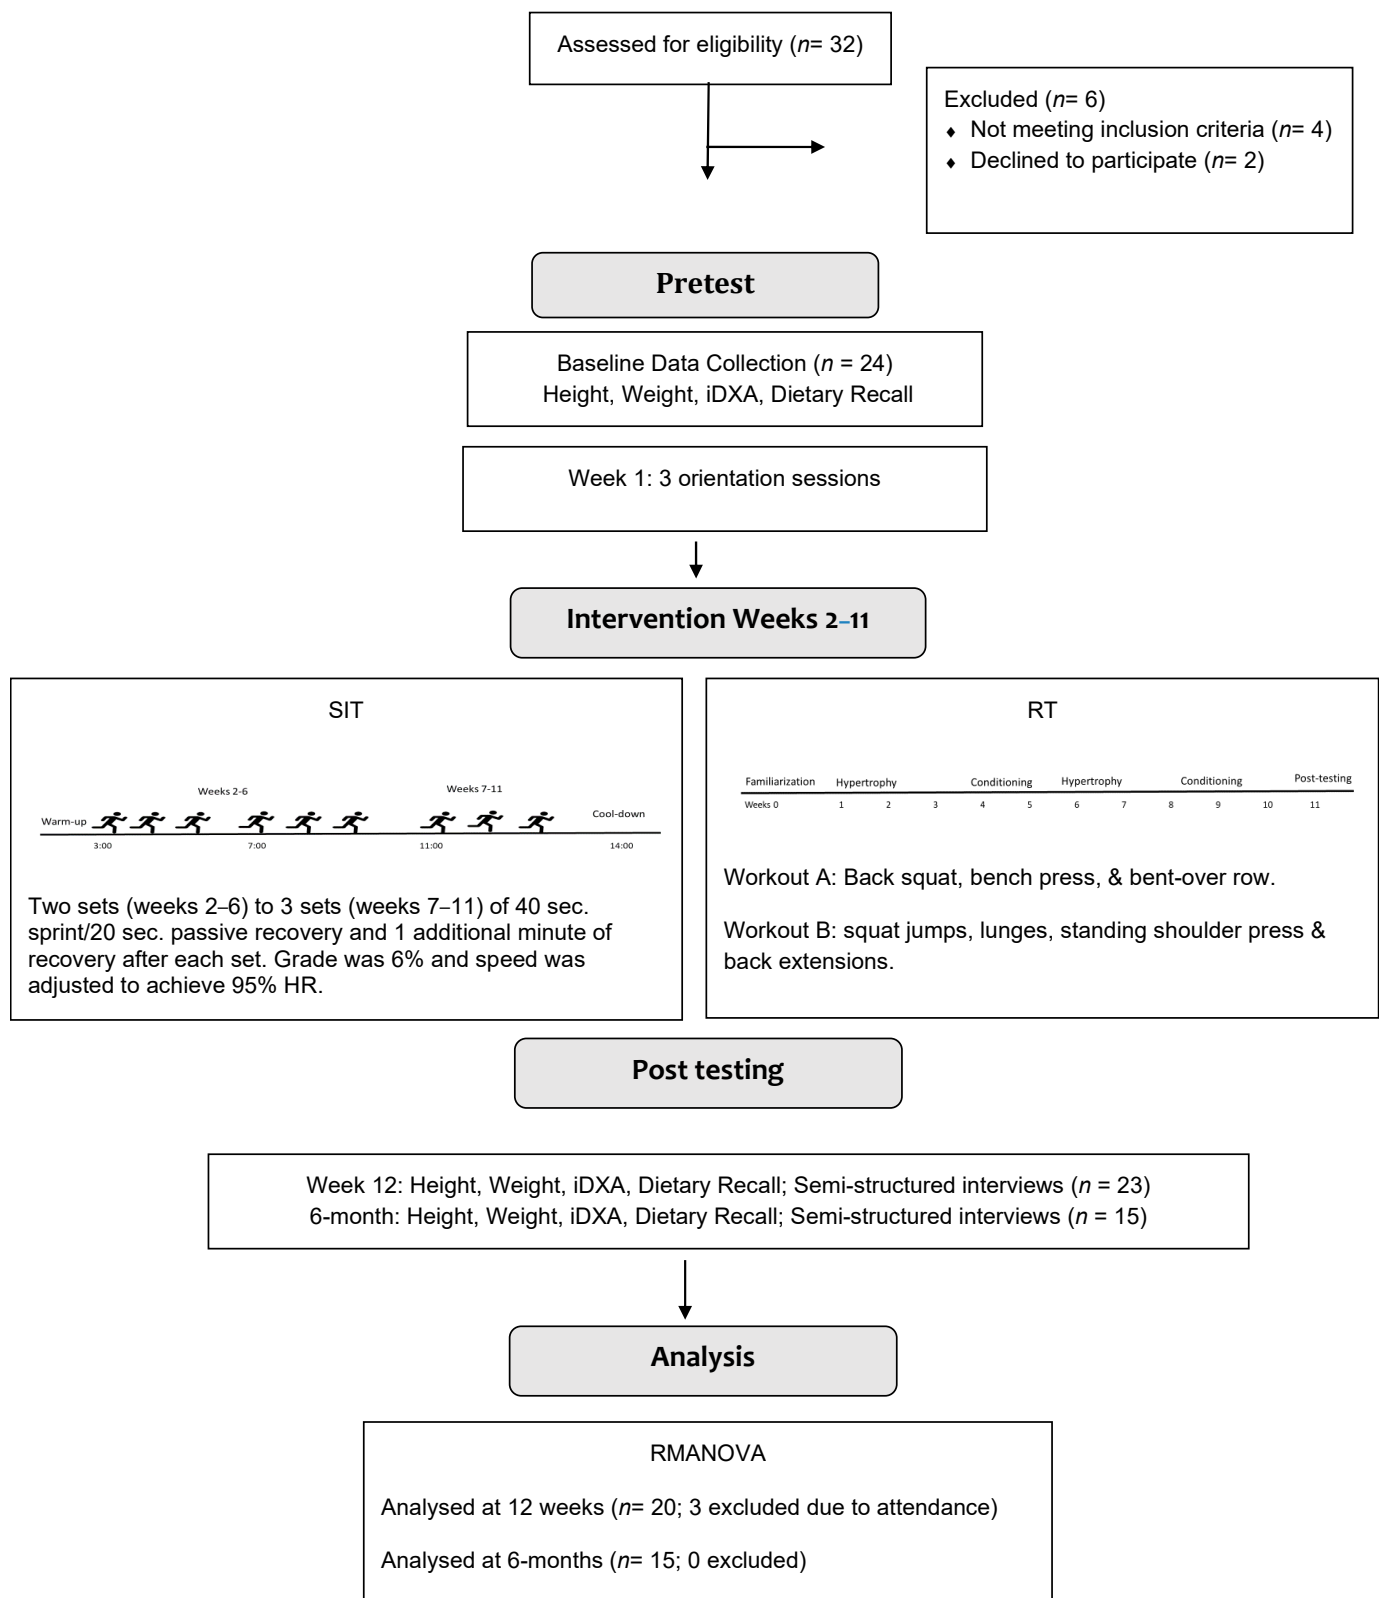 Assessed for eligibility (n= 32)
Excluded (n= 6)
♦ Not meeting inclusion criteria (n= 4)
♦ Declined to participate (n= 2)
Pretest
Baseline Data Collection (n = 24)
Height, Weight, iDXA, Dietary Recall
Week 1: 3 orientation sessions
Intervention Weeks 2–11
SIT
Weeks 2-6
Weeks 7-11
Warm-up
Cool-down
3:00
7:00
11:00
14:00
Two sets (weeks 2–6) to 3 sets (weeks 7–11) of 40 sec.
sprint/20 sec. passive recovery and 1 additional minute of
recovery after each set. Grade was 6% and speed was
adjusted to achieve 95% HR.
RT
Familiarization Hypertrophy Conditioning Hypertrophy Conditioning Post-testing
Weeks 0 1 2 3 4 5 6 7 8 9 10 11
Workout A: Back squat, bench press, & bent-over row.
Workout B: squat jumps, lunges, standing shoulder press &
back extensions.
Post testing
Week 12: Height, Weight, iDXA, Dietary Recall; Semi-structured interviews (n = 23)
6-month: Height, Weight, iDXA, Dietary Recall; Semi-structured interviews (n = 15)
Analysis
RMANOVA
Analysed at 12 weeks (n= 20; 3 excluded due to attendance)
Analysed at 6-months (n= 15; 0 excluded)